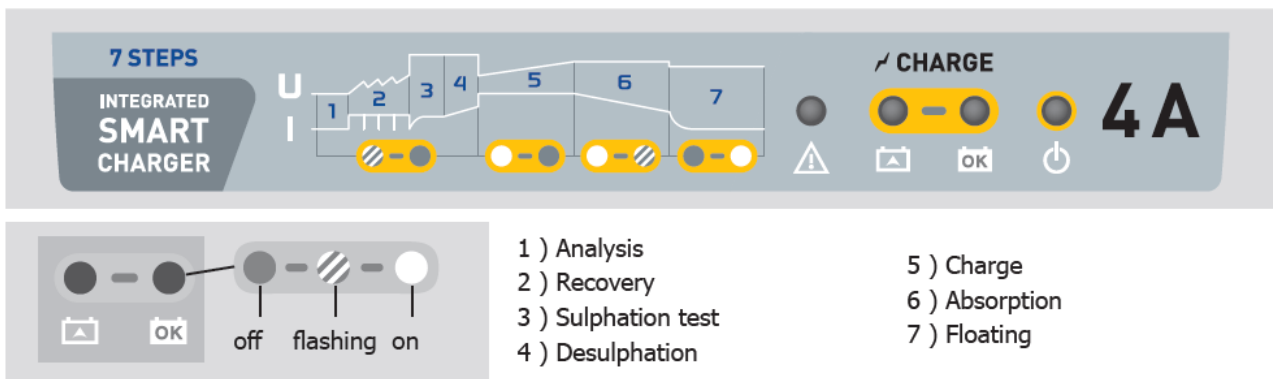 7 STEPS
INTEGRATED
SMART
CHARGER
U
I
1
2
3
4
5
6
7
CHARGE
OK
4A
OK
off flashing on
1 ) Analysis
2 ) Recovery
3 ) Sulphation test
4 ) Desulphation
5 ) Charge
6 ) Absorption
7 ) Floating